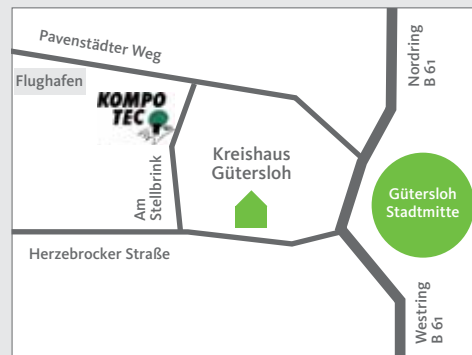 Pavenstädter Weg
Flughafen
KOMPO
TEC
Nordring
B 61
Kreishaus
Gütersloh
Am
Stellbrink
Gütersloh
Stadtmitte
Herzebrocker Straße
Westring
B 61